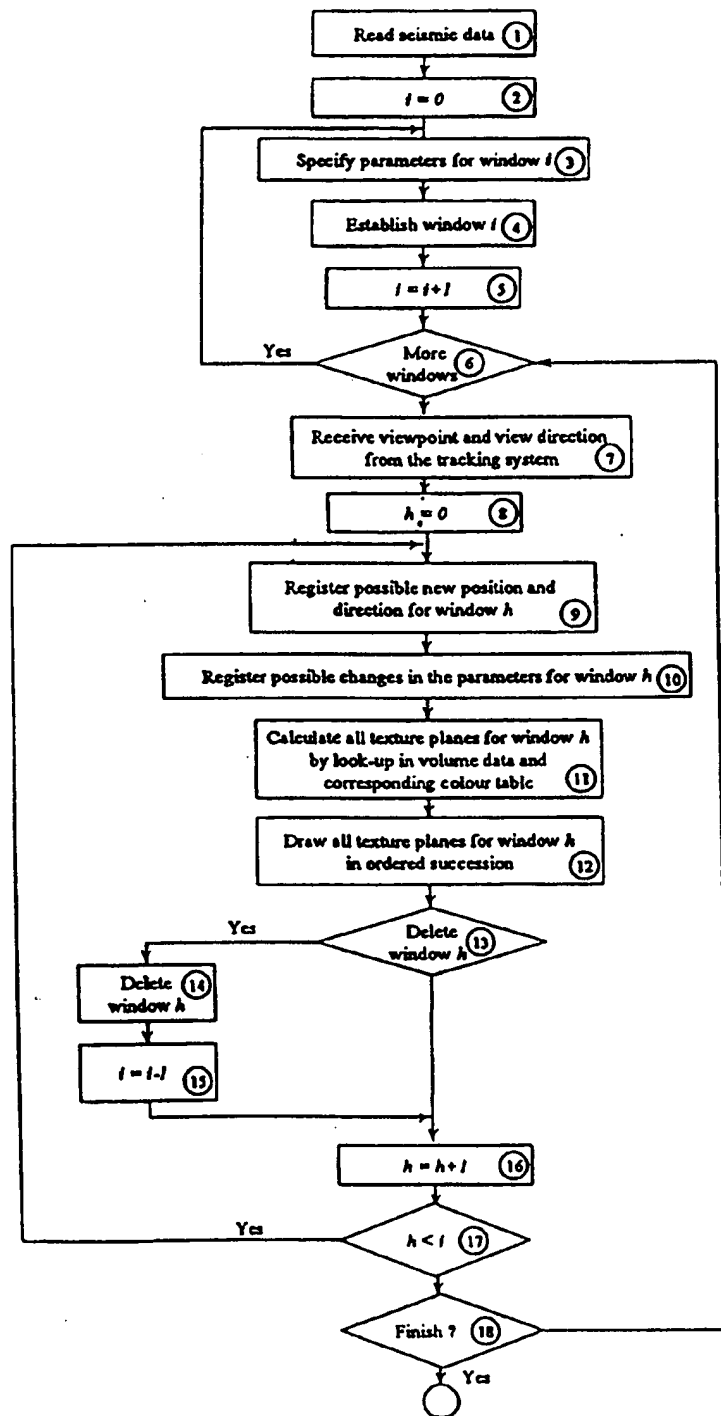 Read seismic data 1
i = 0 2
Specify parameters for window i 3
Establish window i 4
i = i+1 5
Yes
More 6
windows
Receive viewpoint and view direction
from the tracking system 7
h = 0 8
Register possible new position and
direction for window h 9
Register possible changes in the parameters for window h 10
Calculate all texture planes for window h
by look-up in volume data and
corresponding colour table 11
Draw all texture planes for window h
in ordered succession 12
Yes
Delete 13
window h
Delete 14
window h
i = i-1 15
h = h+1 16
Yes
h < i 17
Finish ? 18
Yes